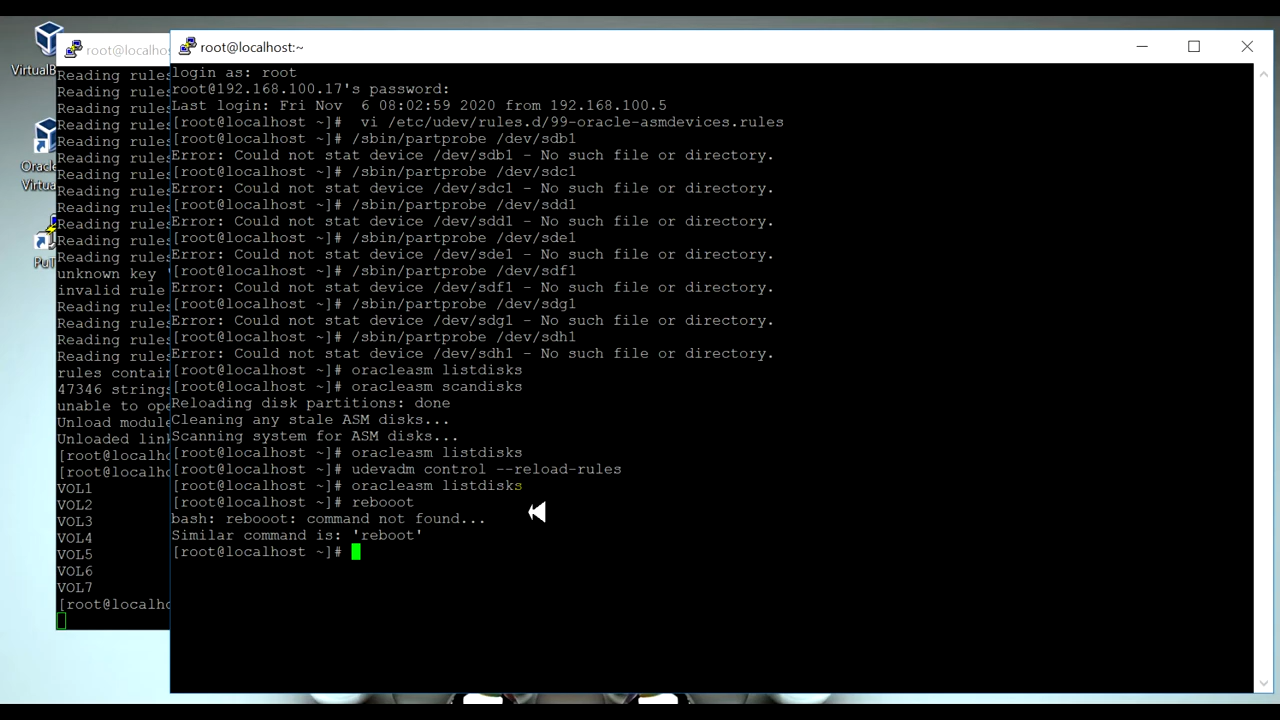 VirtualB
Oracle
Virtua
PuT
root@localhos
Reading rules
Reading rules
Reading rules
Reading rules
Reading rules
Reading rules
Reading rules
Reading rules
Reading rules
Reading rules
Reading rules
Reading rules
unknown key '
invalid rule
Reading rules
Reading rules
Reading rules
Reading rules
rules contain
47346 strings
unable to ope
Unload module
Unloaded link
[root@localho
[root@localho
VOL1
VOL2
VOL3
VOL4
VOL5
VOL6
VOL7
[root@localho
root@localhost:~
login as: root
root@192.168.100.17's password:
Last login: Fri Nov  6 08:02:59 2020 from 192.168.100.5
[root@localhost ~]#  vi /etc/udev/rules.d/99-oracle-asmdevices.rules
[root@localhost ~]# /sbin/partprobe /dev/sdb1
Error: Could not stat device /dev/sdb1 - No such file or directory.
[root@localhost ~]# /sbin/partprobe /dev/sdc1
Error: Could not stat device /dev/sdc1 - No such file or directory.
[root@localhost ~]# /sbin/partprobe /dev/sdd1
Error: Could not stat device /dev/sdd1 - No such file or directory.
[root@localhost ~]# /sbin/partprobe /dev/sde1
Error: Could not stat device /dev/sde1 - No such file or directory.
[root@localhost ~]# /sbin/partprobe /dev/sdf1
Error: Could not stat device /dev/sdf1 - No such file or directory.
[root@localhost ~]# /sbin/partprobe /dev/sdg1
Error: Could not stat device /dev/sdg1 - No such file or directory.
[root@localhost ~]# /sbin/partprobe /dev/sdh1
Error: Could not stat device /dev/sdh1 - No such file or directory.
[root@localhost ~]# oracleasm listdisks
[root@localhost ~]# oracleasm scandisks
Reloading disk partitions: done
Cleaning any stale ASM disks...
Scanning system for ASM disks...
[root@localhost ~]# oracleasm listdisks
[root@localhost ~]# udevadm control --reload-rules
[root@localhost ~]# oracleasm listdisks
[root@localhost ~]# rebooot
bash: rebooot: command not found...
Similar command is: 'reboot'
[root@localhost ~]#